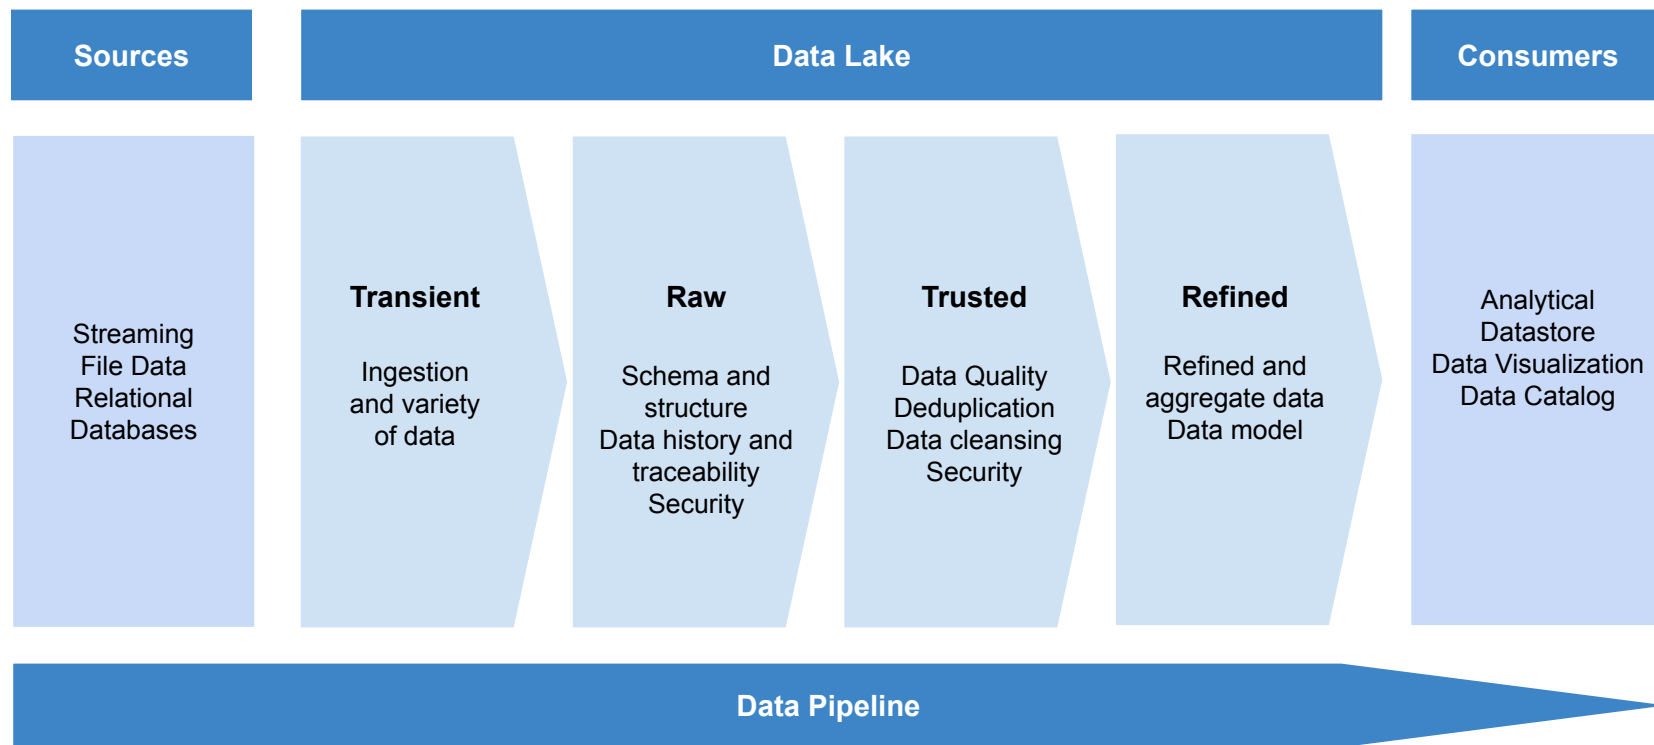 Sources
Data Lake
Consumers
Streaming
File Data
Relational
Databases
Transient
Ingestion
and variety
of data
Raw
Schema and
structure
Data history and
traceability
Security
Trusted
Data Quality
Deduplication
Data cleansing
Security
Refined
Refined and
aggregate data
Data model
Analytical
Datastore
Data Visualization
Data Catalog
Data Pipeline